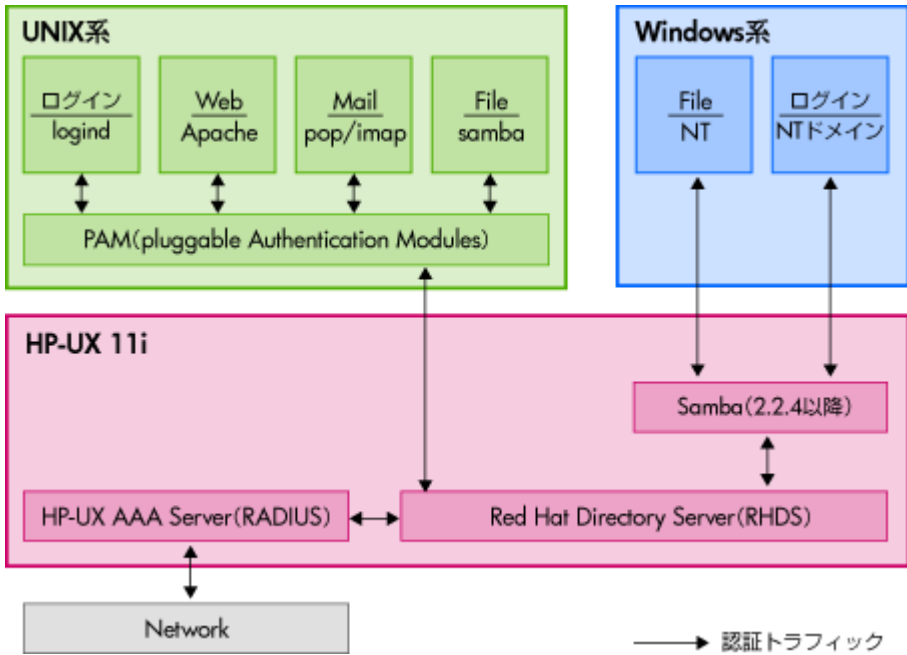 UNIX系
ログイン
logind
Web
Apache
Mail
pop/imap
File
samba
PAM(pluggable Authentication Modules)
Windows系
File
NT
ログイン
NTドメイン
HP-UX 11i
Samba(2.2.4以降)
HP-UX AAA Server(RADIUS)
Red Hat Directory Server(RHDS)
Network
認証トラフィック